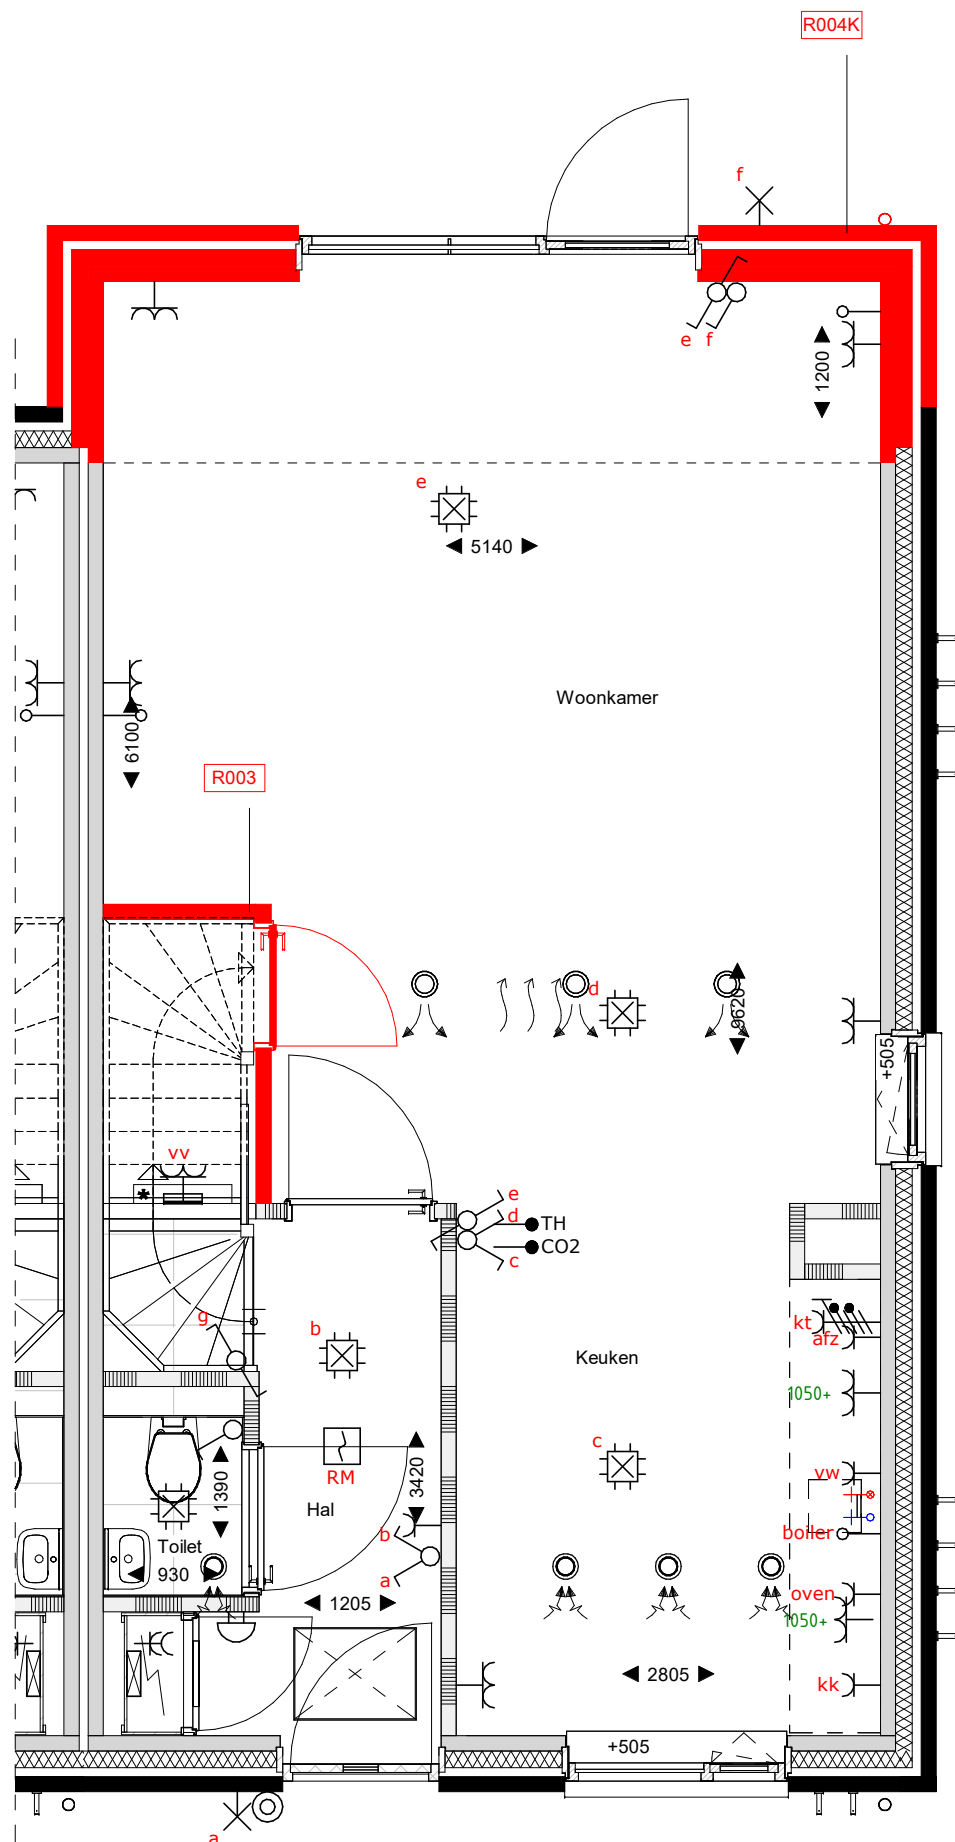 R004K
f
e f
1200
e
5140
Woonkamer
6100
R003
d
9620
+505
vv
*
e
d
TH
CO2
c
g
b
kt
afz
Keuken
1050+
c
vw
RM
3420
1390
Hal
b
boiler
Toilet
930
a
oven
1205
1050+
2805
kk
+505
a